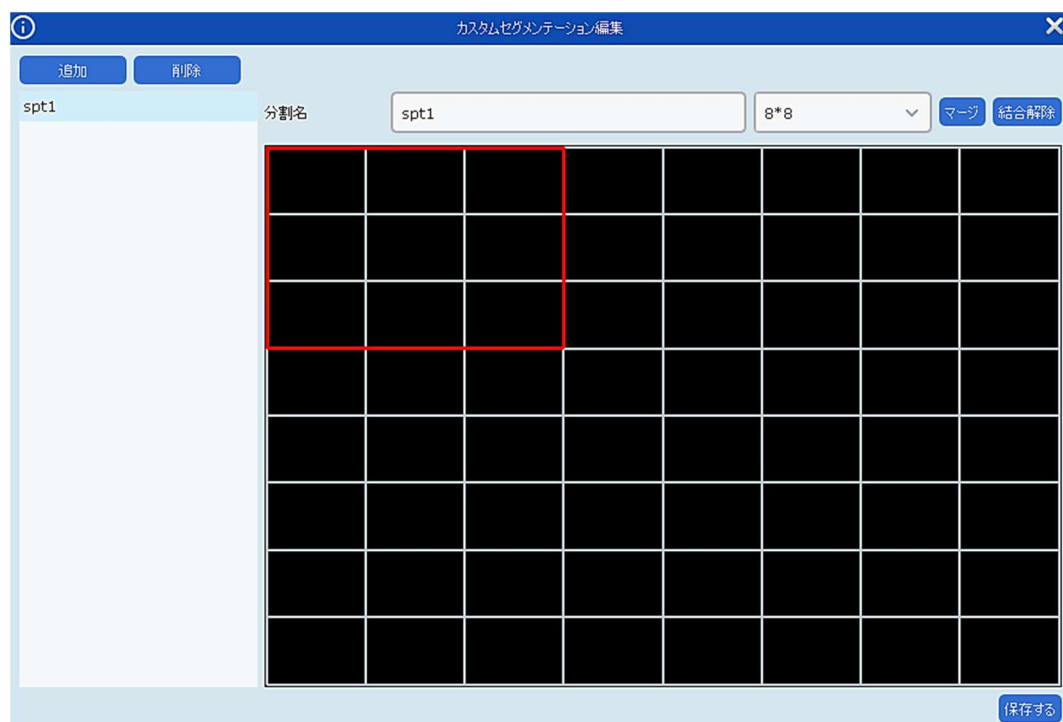 カスタムセグメンテーション編集
追加 削除
spt1
分割名 spt1 8*8 マージ 結合解除
保存する